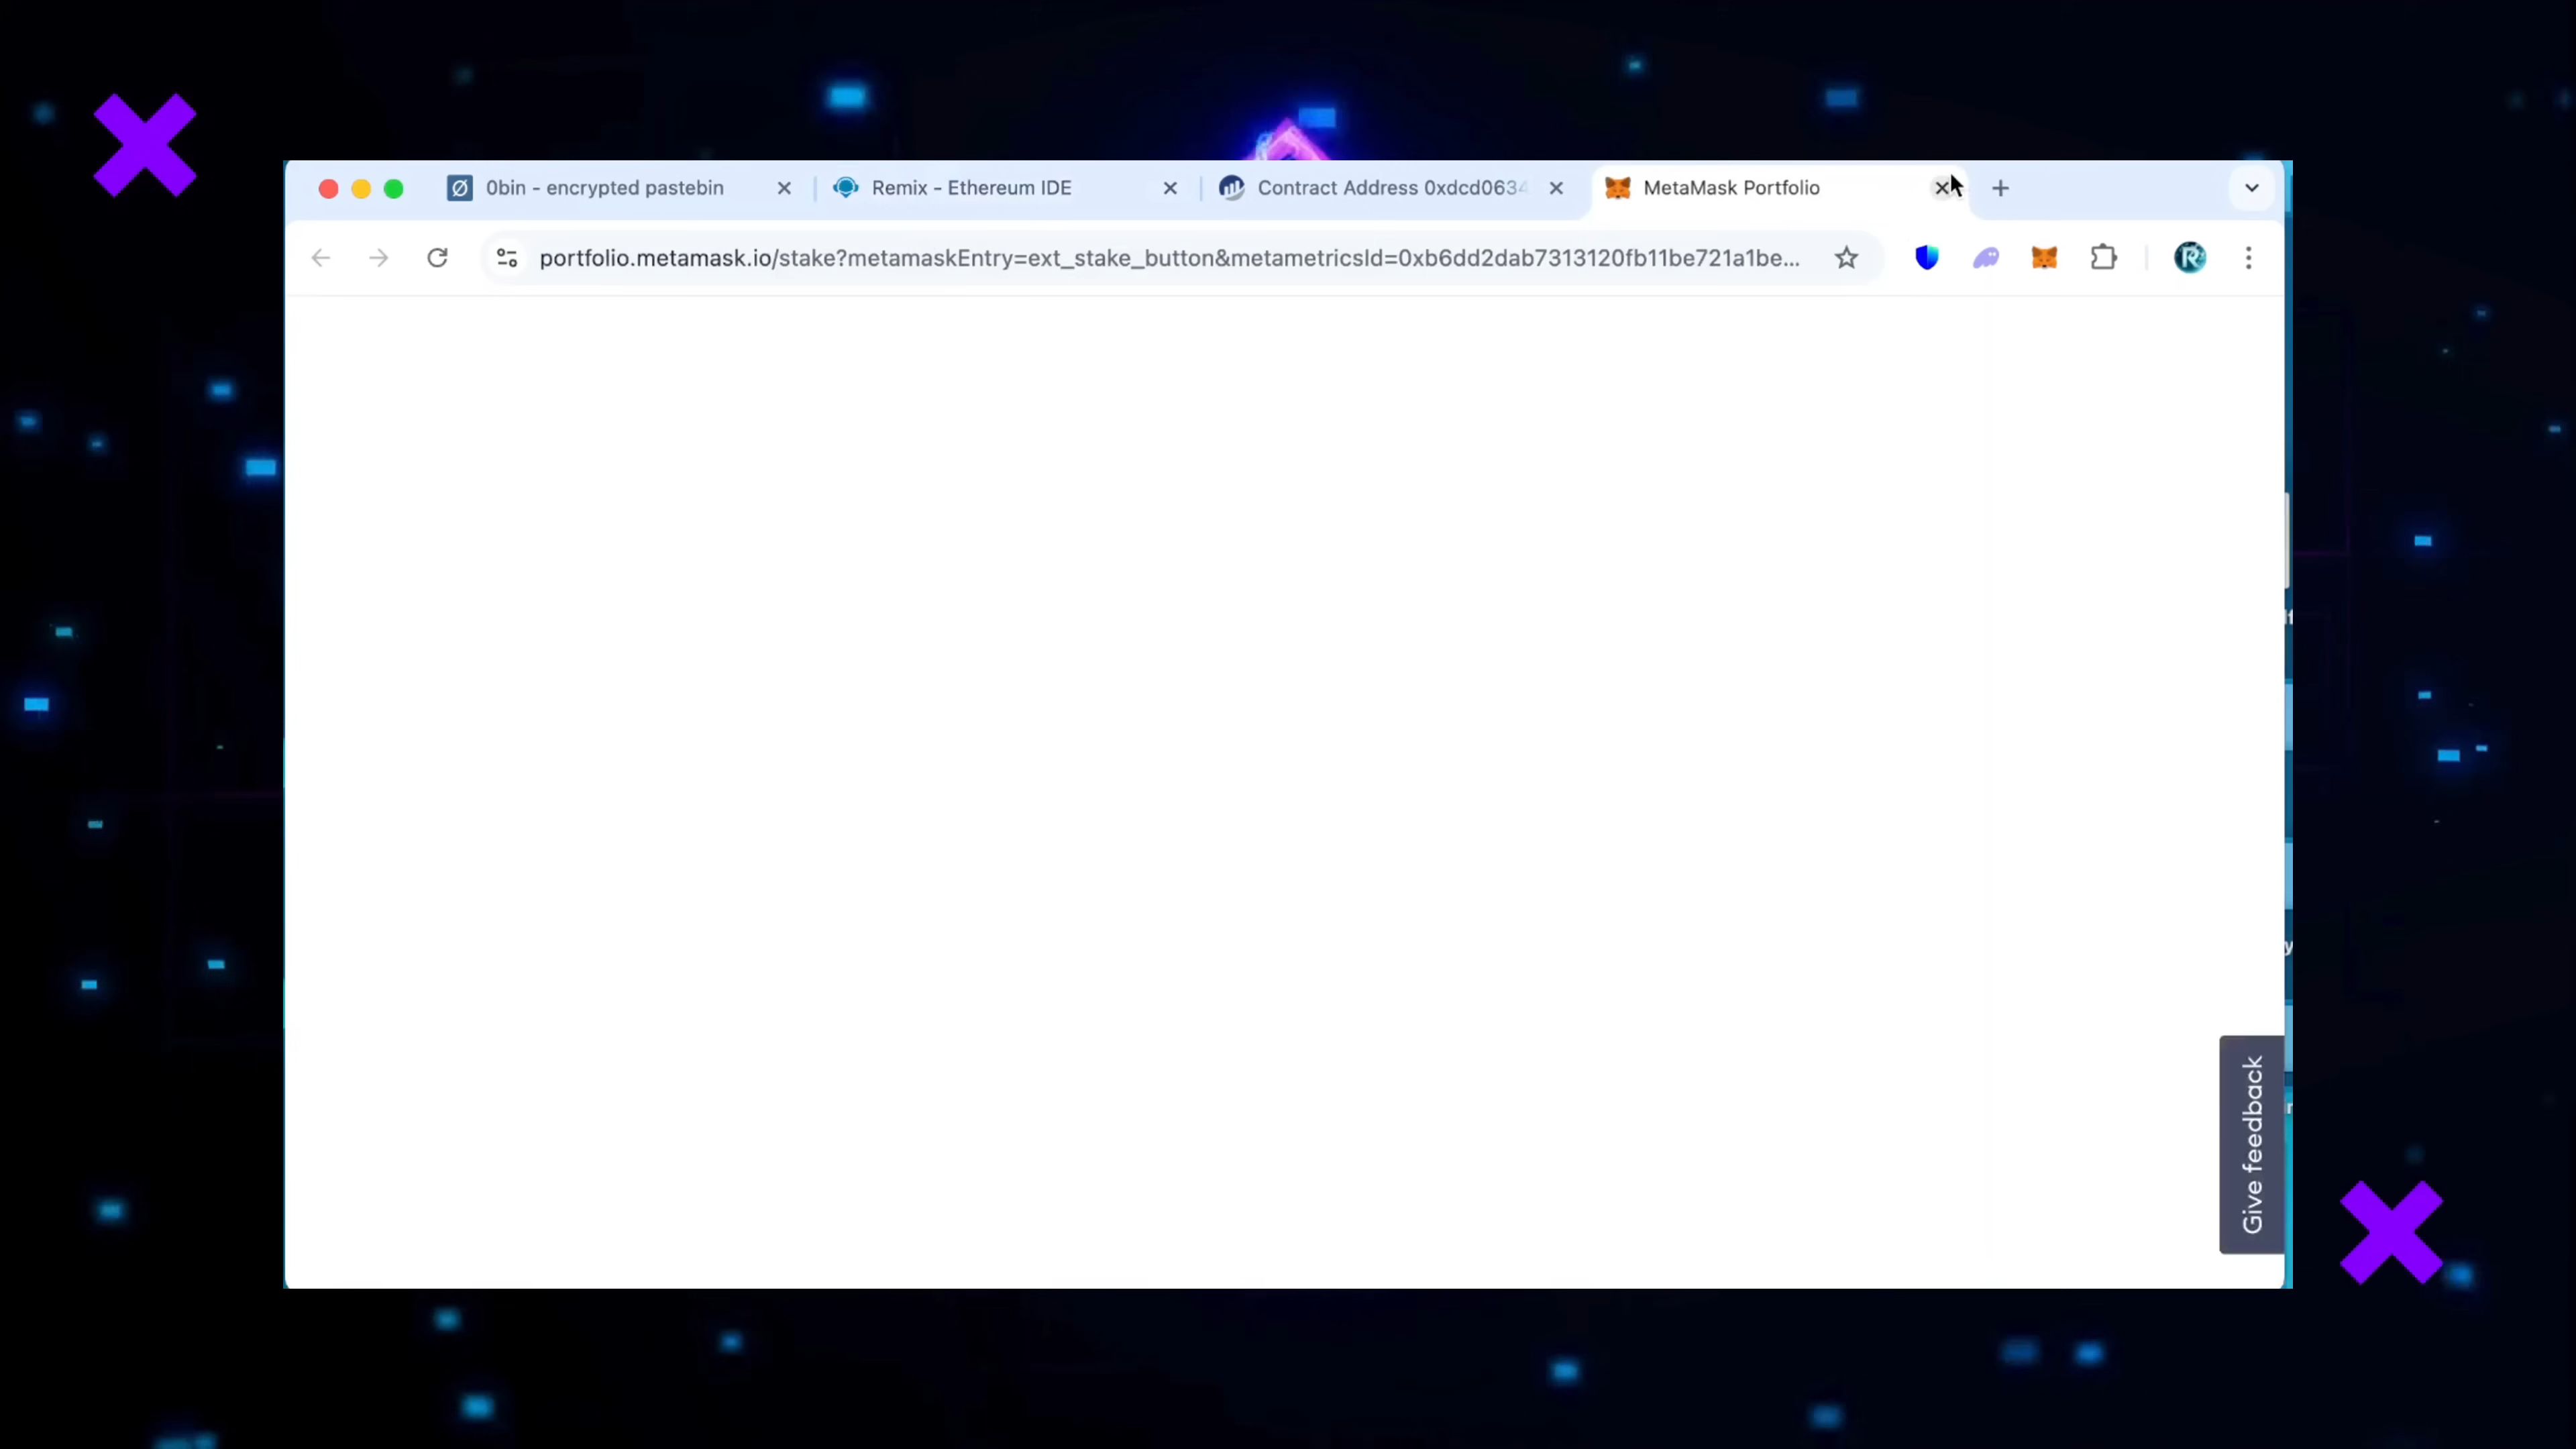 0bin - encrypted pastebin
Remix - Ethereum IDE
Contract Address 0xdcd0634
MetaMask Portfolio
portfolio.metamask.io/stake?metamaskEntry=ext_stake_button&metametricsId=0xb6dd2dab7313120fb11be721a1be...
Give feedback